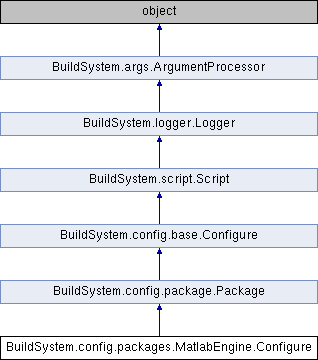 object
BuildSystem.args.ArgumentProcessor
BuildSystem.logger.Logger
BuildSystem.script.Script
BuildSystem.config.base.Configure
BuildSystem.config.package.Package
BuildSystem.config.packages.MatlabEngine.Configure